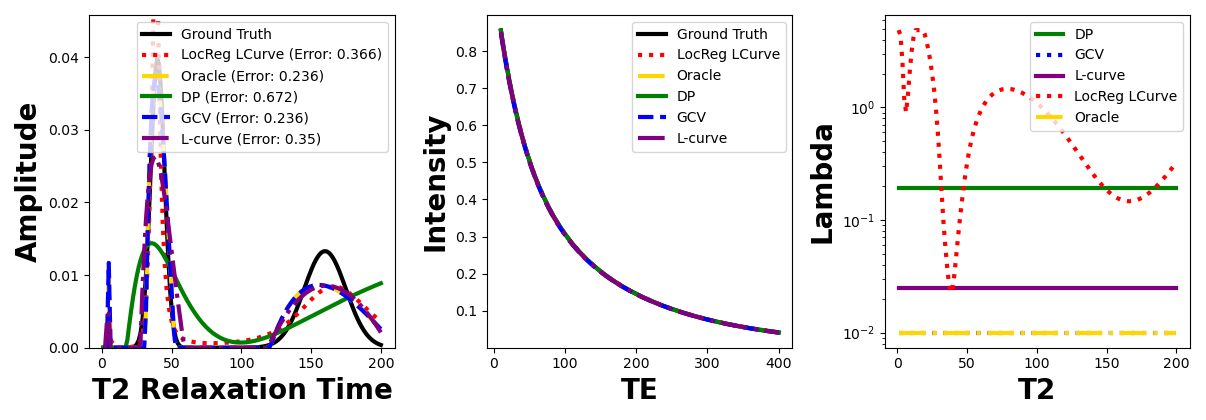 Amplitude
0.04
0.03
0.02
0.01
0.00
0
50
100
150
200
T2 Relaxation Time
Ground Truth
LocReg LCurve (Error: 0.366)
Oracle (Error: 0.236)
DP (Error: 0.672)
GCV (Error: 0.236)
L-curve (Error: 0.35)
Intensity
0.8
0.7
0.6
0.5
0.4
0.3
0.2
0.1
0
100
200
300
400
TE
Ground Truth
LocReg LCurve
Oracle
DP
GCV
L-curve
Lambda
10⁰
10⁻¹
10⁻²
0
50
100
150
200
T2
DP
GCV
L-curve
LocReg LCurve
Oracle